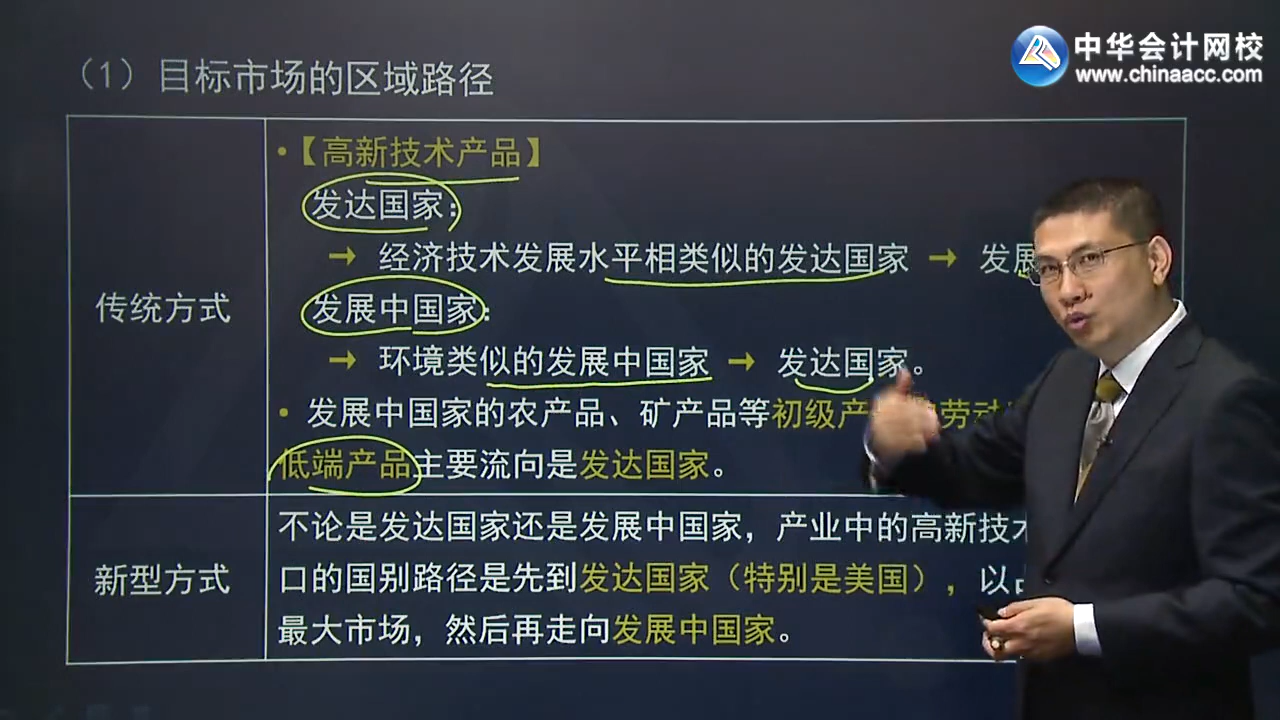 中华会计网校
www.chinaacc.com
（1）目标市场的区域路径
传统方式
•【高新技术产品】
发达国家：
→ 经济技术发展水平相类似的发达国家 → 发展
发展中国家：
→ 环境类似的发展中国家 → 发达国家。
• 发展中国家的农产品、矿产品等初级产 劳动
低端产品主要流向是发达国家。
新型方式
不论是发达国家还是发展中国家，产业中的高新技术
口的国别路径是先到发达国家（特别是美国），以占
最大市场，然后再走向发展中国家。